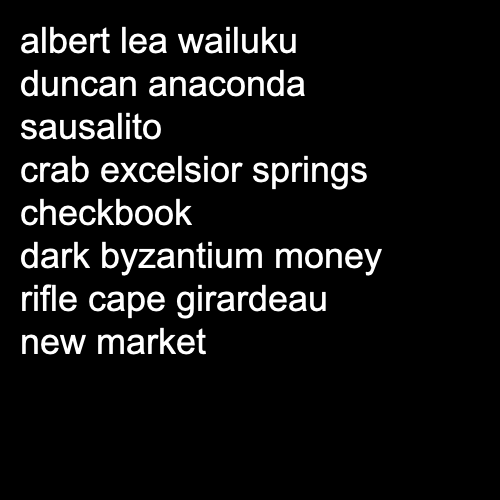 albert lea wailuku
duncan anaconda
sausalito
crab excelsior springs
checkbook
dark byzantium money
rifle cape girardeau
new market